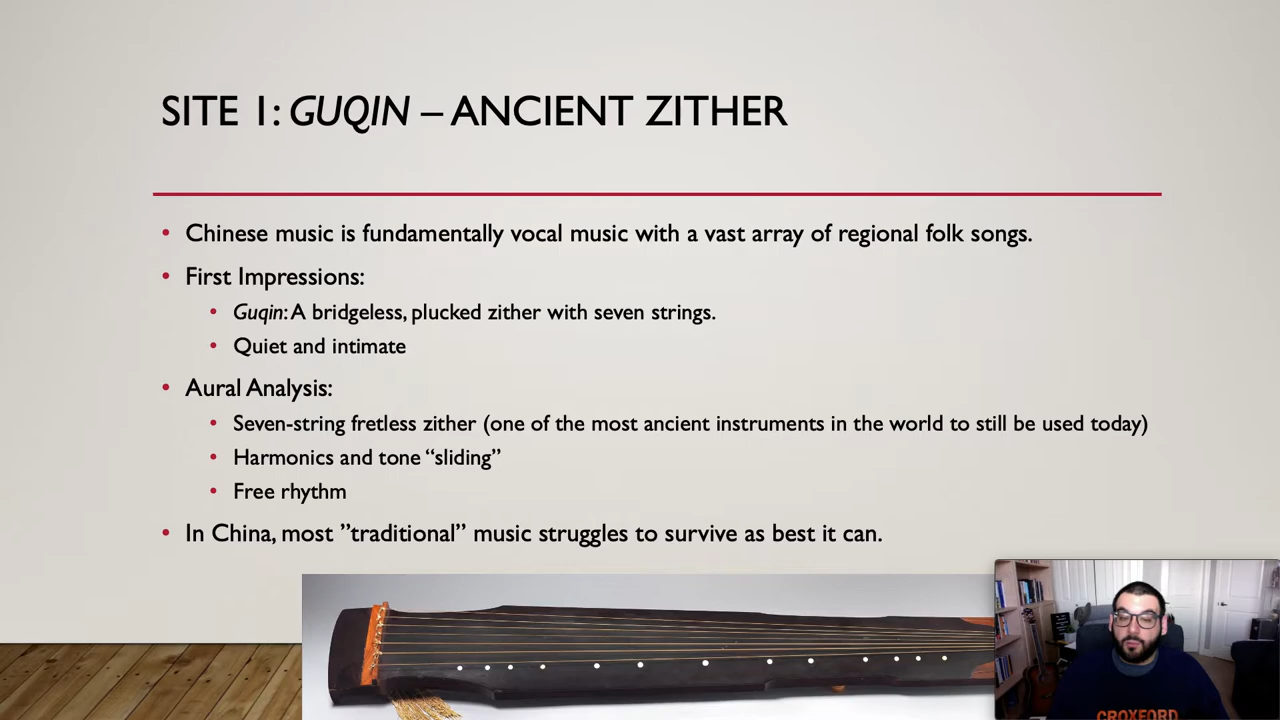 SITE 1: GUQIN – ANCIENT ZITHER
• Chinese music is fundamentally vocal music with a vast array of regional folk songs.
• First Impressions:
• Guqin: A bridgeless, plucked zither with seven strings.
• Quiet and intimate
• Aural Analysis:
• Seven-string fretless zither (one of the most ancient instruments in the world to still be used today)
• Harmonics and tone “sliding”
• Free rhythm
• In China, most ”traditional” music struggles to survive as best it can.
CROXFORD